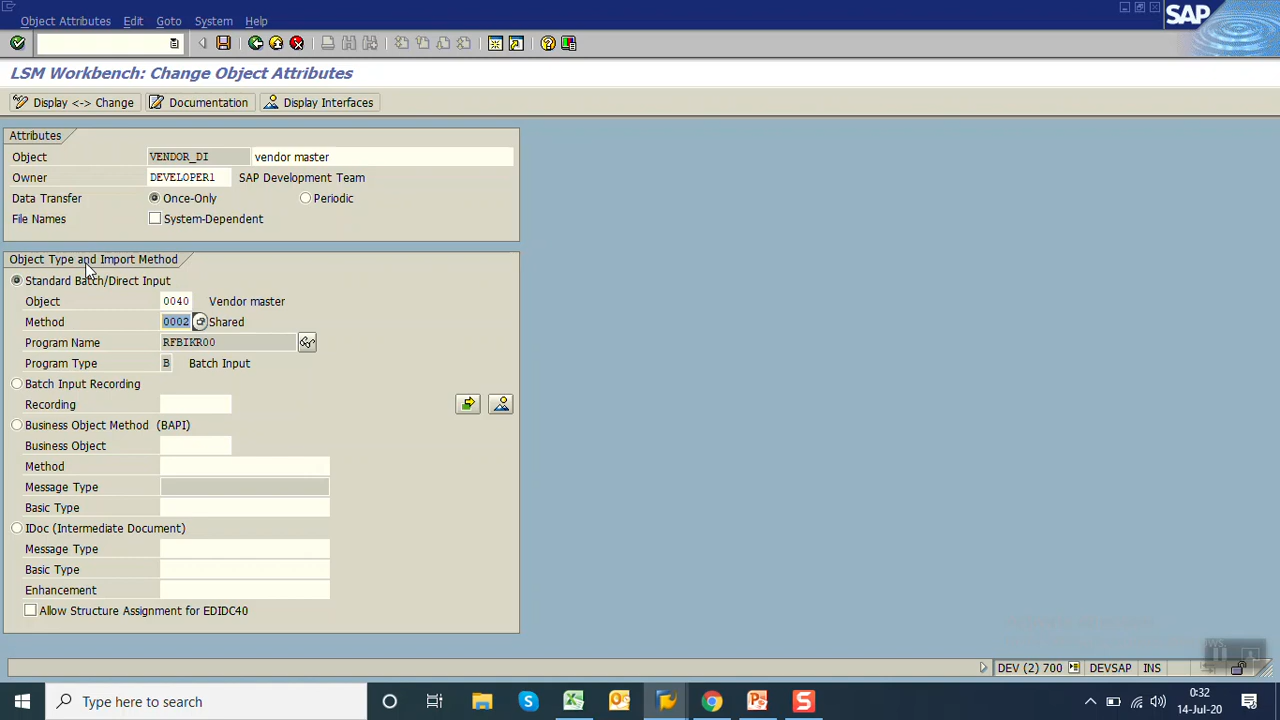 Object Attributes Edit Goto System Help
SAP
LSM Workbench: Change Object Attributes
Display <-> Change Documentation Display Interfaces
Attributes
Object VENDOR_DI vendor master
Owner DEVELOPER1 SAP Development Team
Data Transfer Once-Only Periodic
File Names System-Dependent
Object Type and Import Method
Standard Batch/Direct Input
Object 0040 Vendor master
Method 0002 Shared
Program Name RFBIKR00
Program Type B Batch Input
Batch Input Recording
Recording
Business Object Method (BAPI)
Business Object
Method
Message Type
Basic Type
IDoc (Intermediate Document)
Message Type
Basic Type
Enhancement
Allow Structure Assignment for EDIDC40
DEV (2) 700 DEVSAP INS
Type here to search
0:32
14-Jul-20